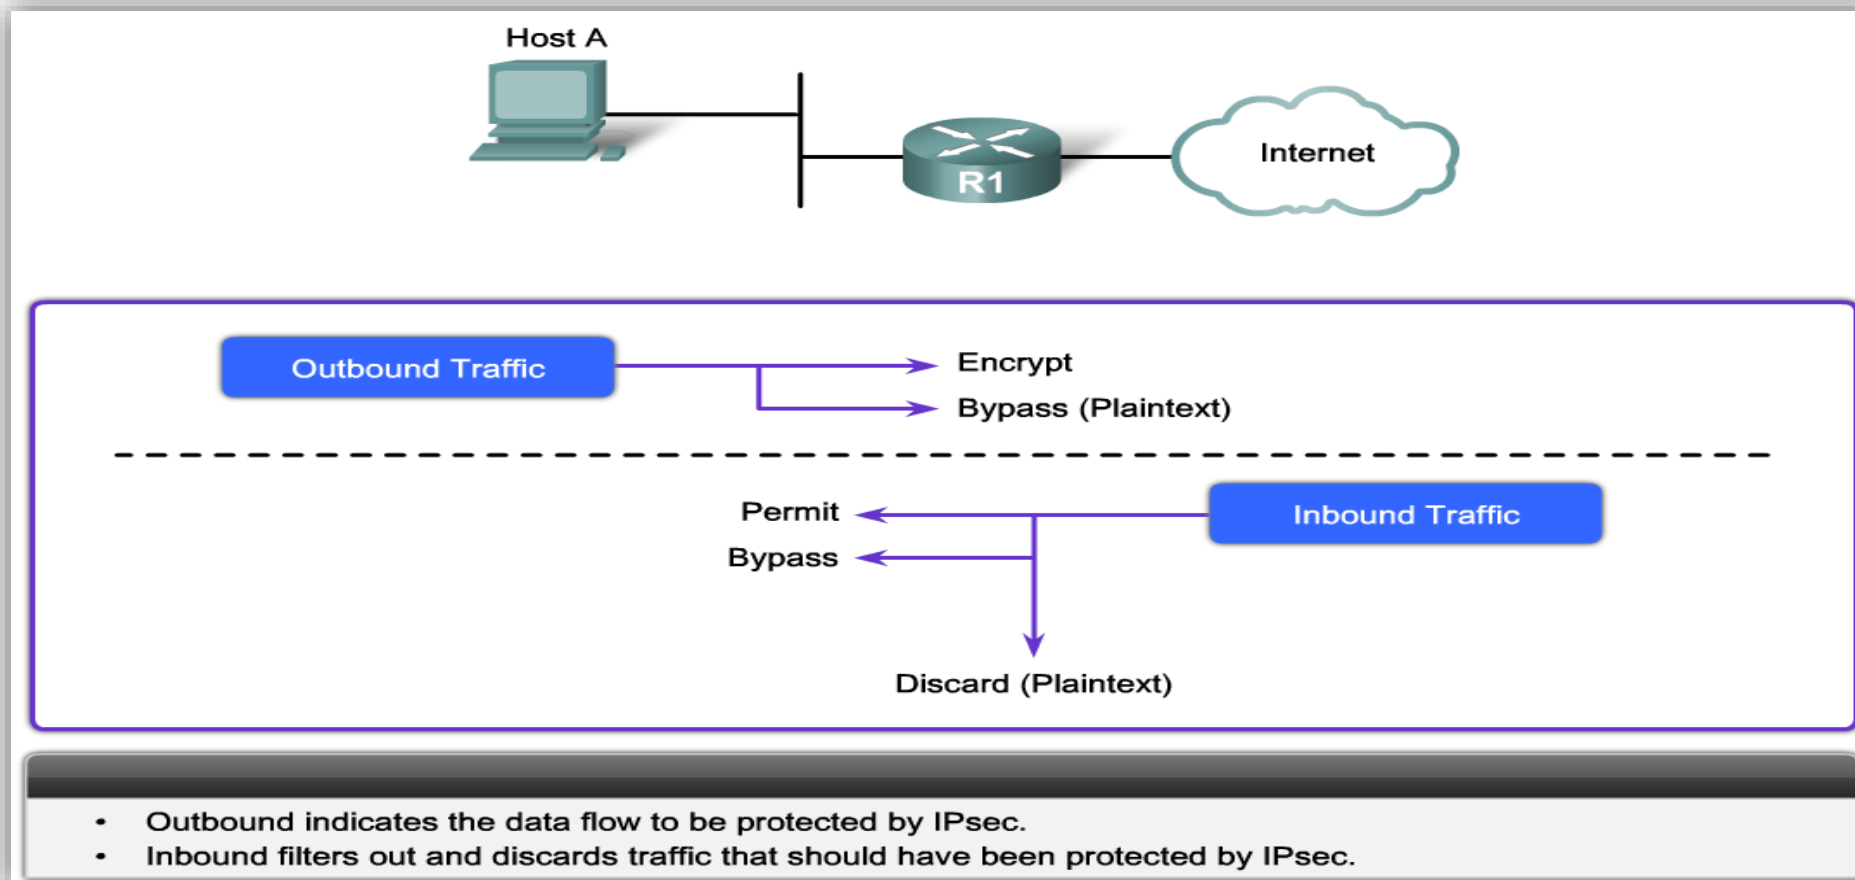 Host A
R1
Internet
Outbound Traffic
Encrypt
Bypass (Plaintext)
Permit
Inbound Traffic
Bypass
Discard (Plaintext)
• Outbound indicates the data flow to be protected by IPsec.
• Inbound filters out and discards traffic that should have been protected by IPsec.